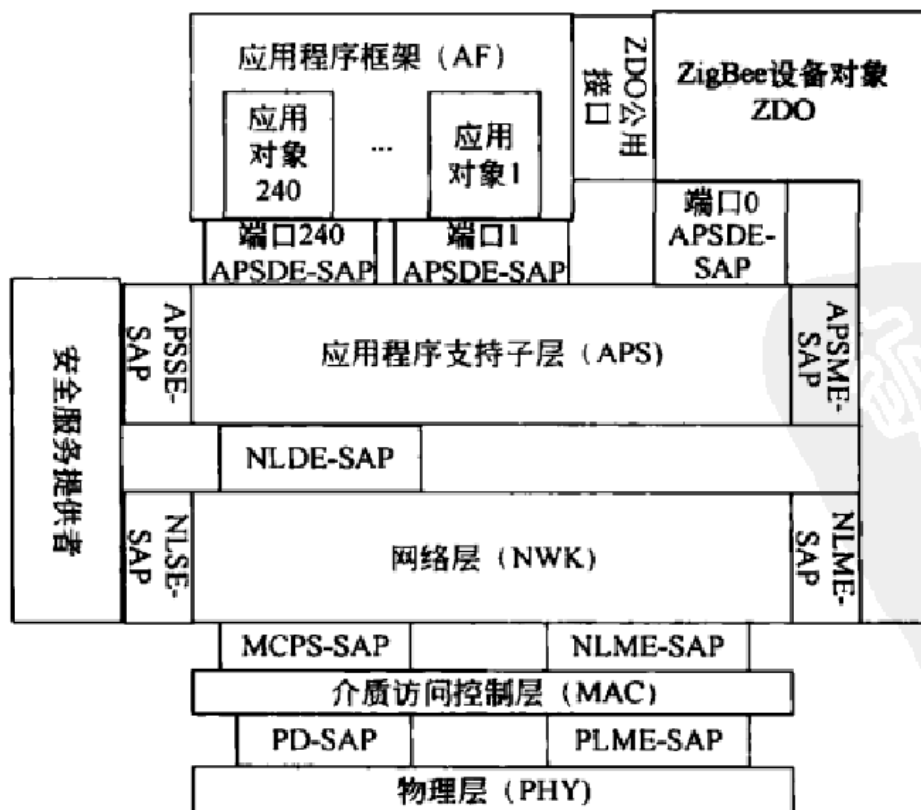 应用程序框架（AF）
ZDO公用
接口
ZigBee设备对象
ZDO
应用
对象
240
...
应用
对象1
端口240
APSDE-SAP
端口1
APSDE-SAP
端口0
APSDE-
SAP
安全服务提供者
APSSE-
SAP
应用程序支持子层（APS）
APSME-
SAP
NLDE-SAP
NLSE-
SAP
网络层（NWK）
NLME-
SAP
MCPS-SAP
NLME-SAP
介质访问控制层（MAC）
PD-SAP
PLME-SAP
物理层（PHY）